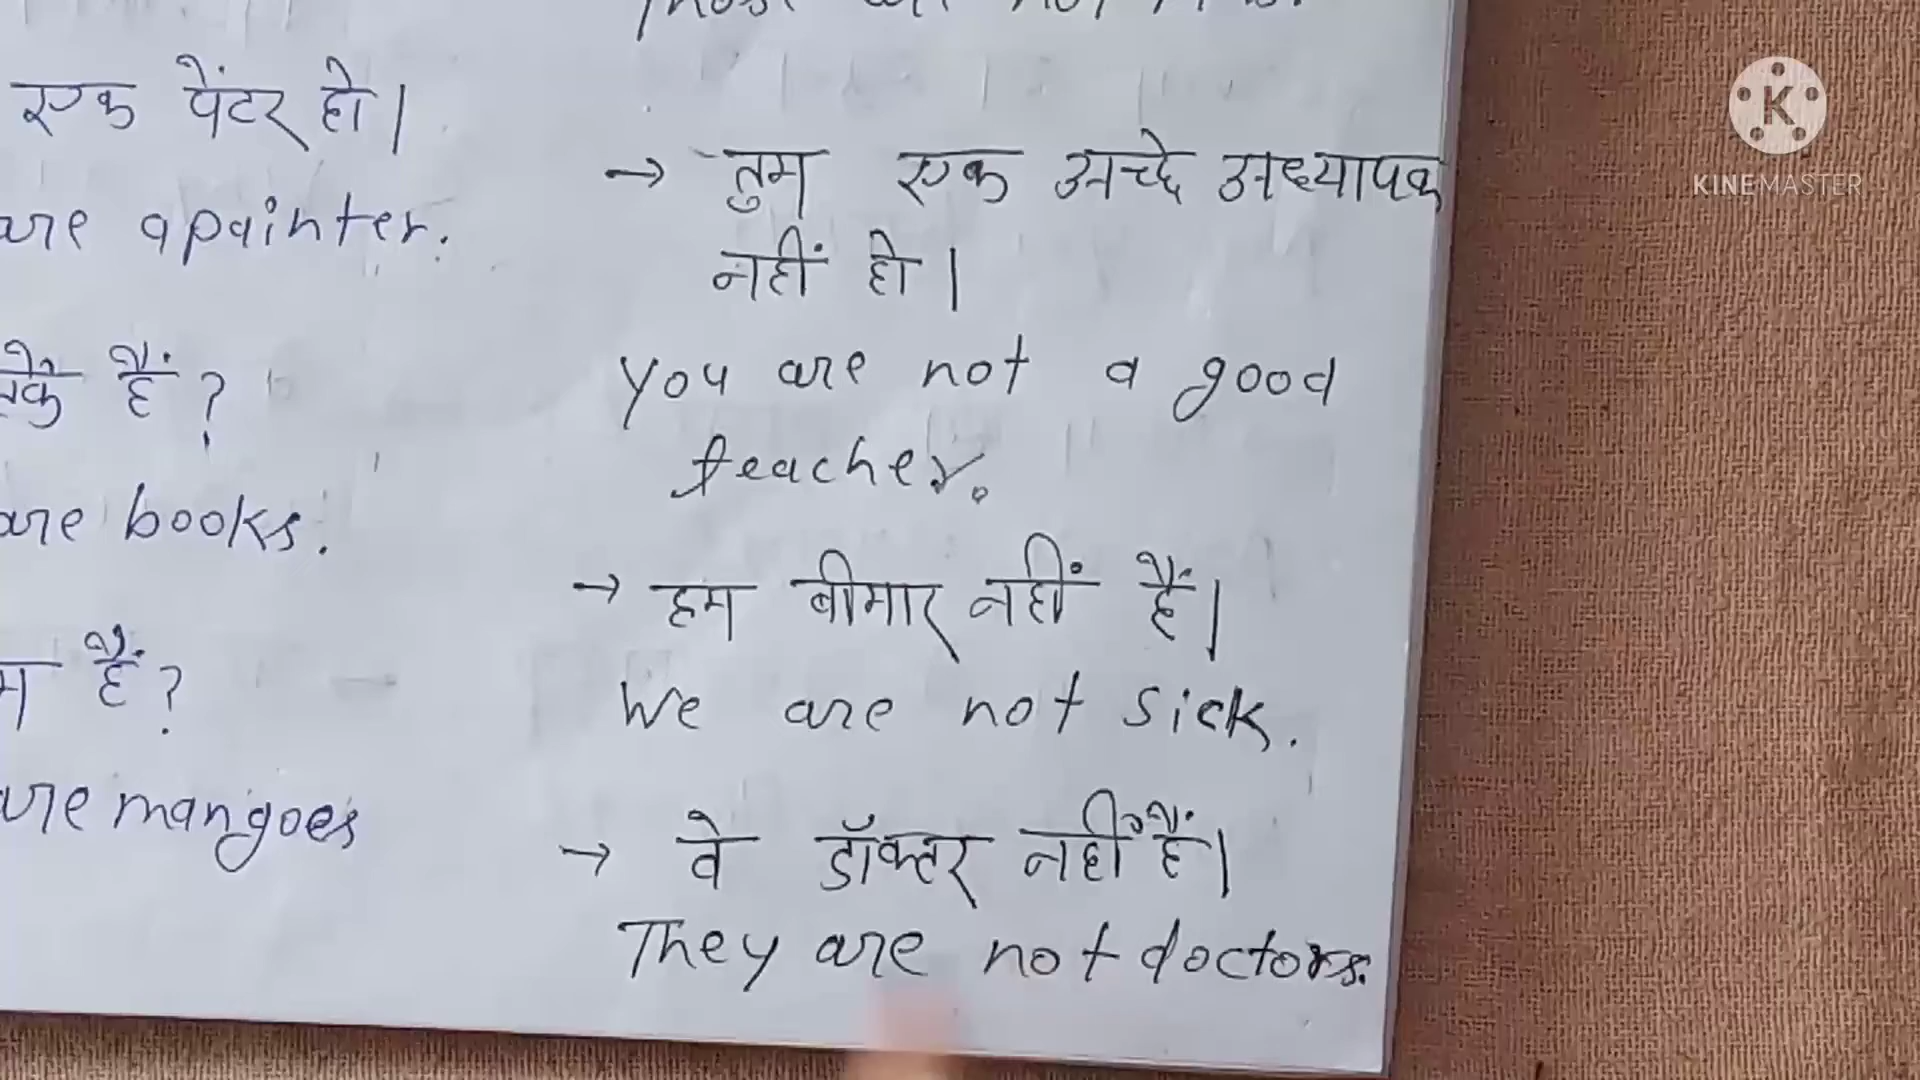 एक पेंटर हो।
are a painter.
हैं?
are books.
हैं?
are mangoes
→ तुम एक अच्छे अध्यापक
नहीं हो।
you are not a good
teacher.
→ हम बीमार नहीं हैं।
We are not sick.
→ वे डॉक्टर नहीं हैं।
They are not doctors.
K
KINEMASTER